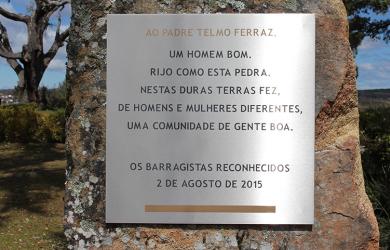 AO PADRE TELMO FERRAZ,
UM HOMEM BOM.
RIJO COMO ESTA PEDRA.
NESTAS DURAS TERRAS FEZ,
DE HOMENS E MULHERES DIFERENTES,
UMA COMUNIDADE DE GENTE BOA.
OS BARRAGISTAS RECONHECIDOS
2 DE AGOSTO DE 2015